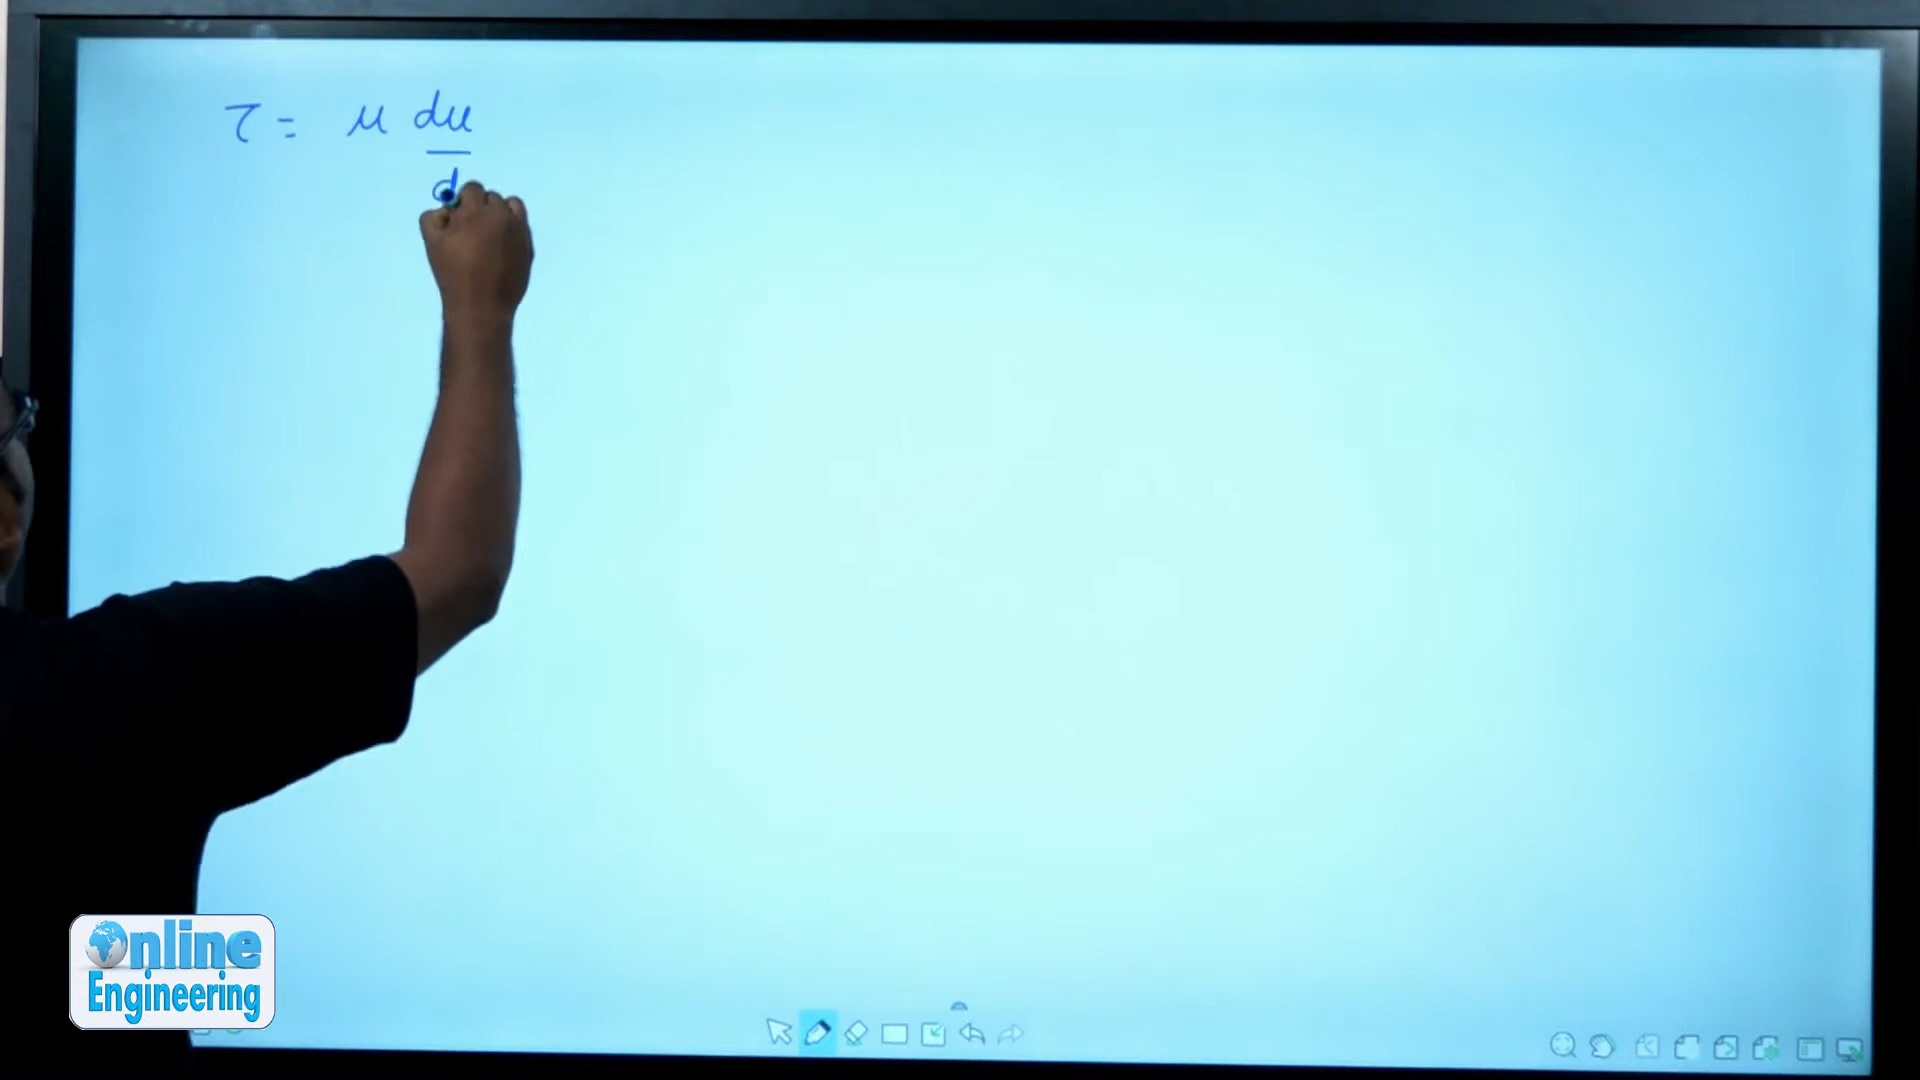 τ = μ du
d
Online
Engineering